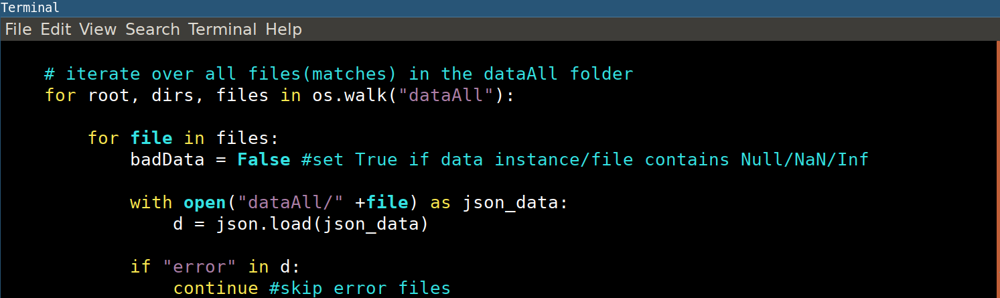 Terminal
File Edit View Search Terminal Help
# iterate over all files(matches) in the dataAll folder
for root, dirs, files in os.walk("dataAll"):
for file in files:
badData = False #set True if data instance/file contains Null/NaN/Inf
with open("dataAll/" +file) as json_data:
d = json.load(json_data)
if "error" in d:
continue #skip error files